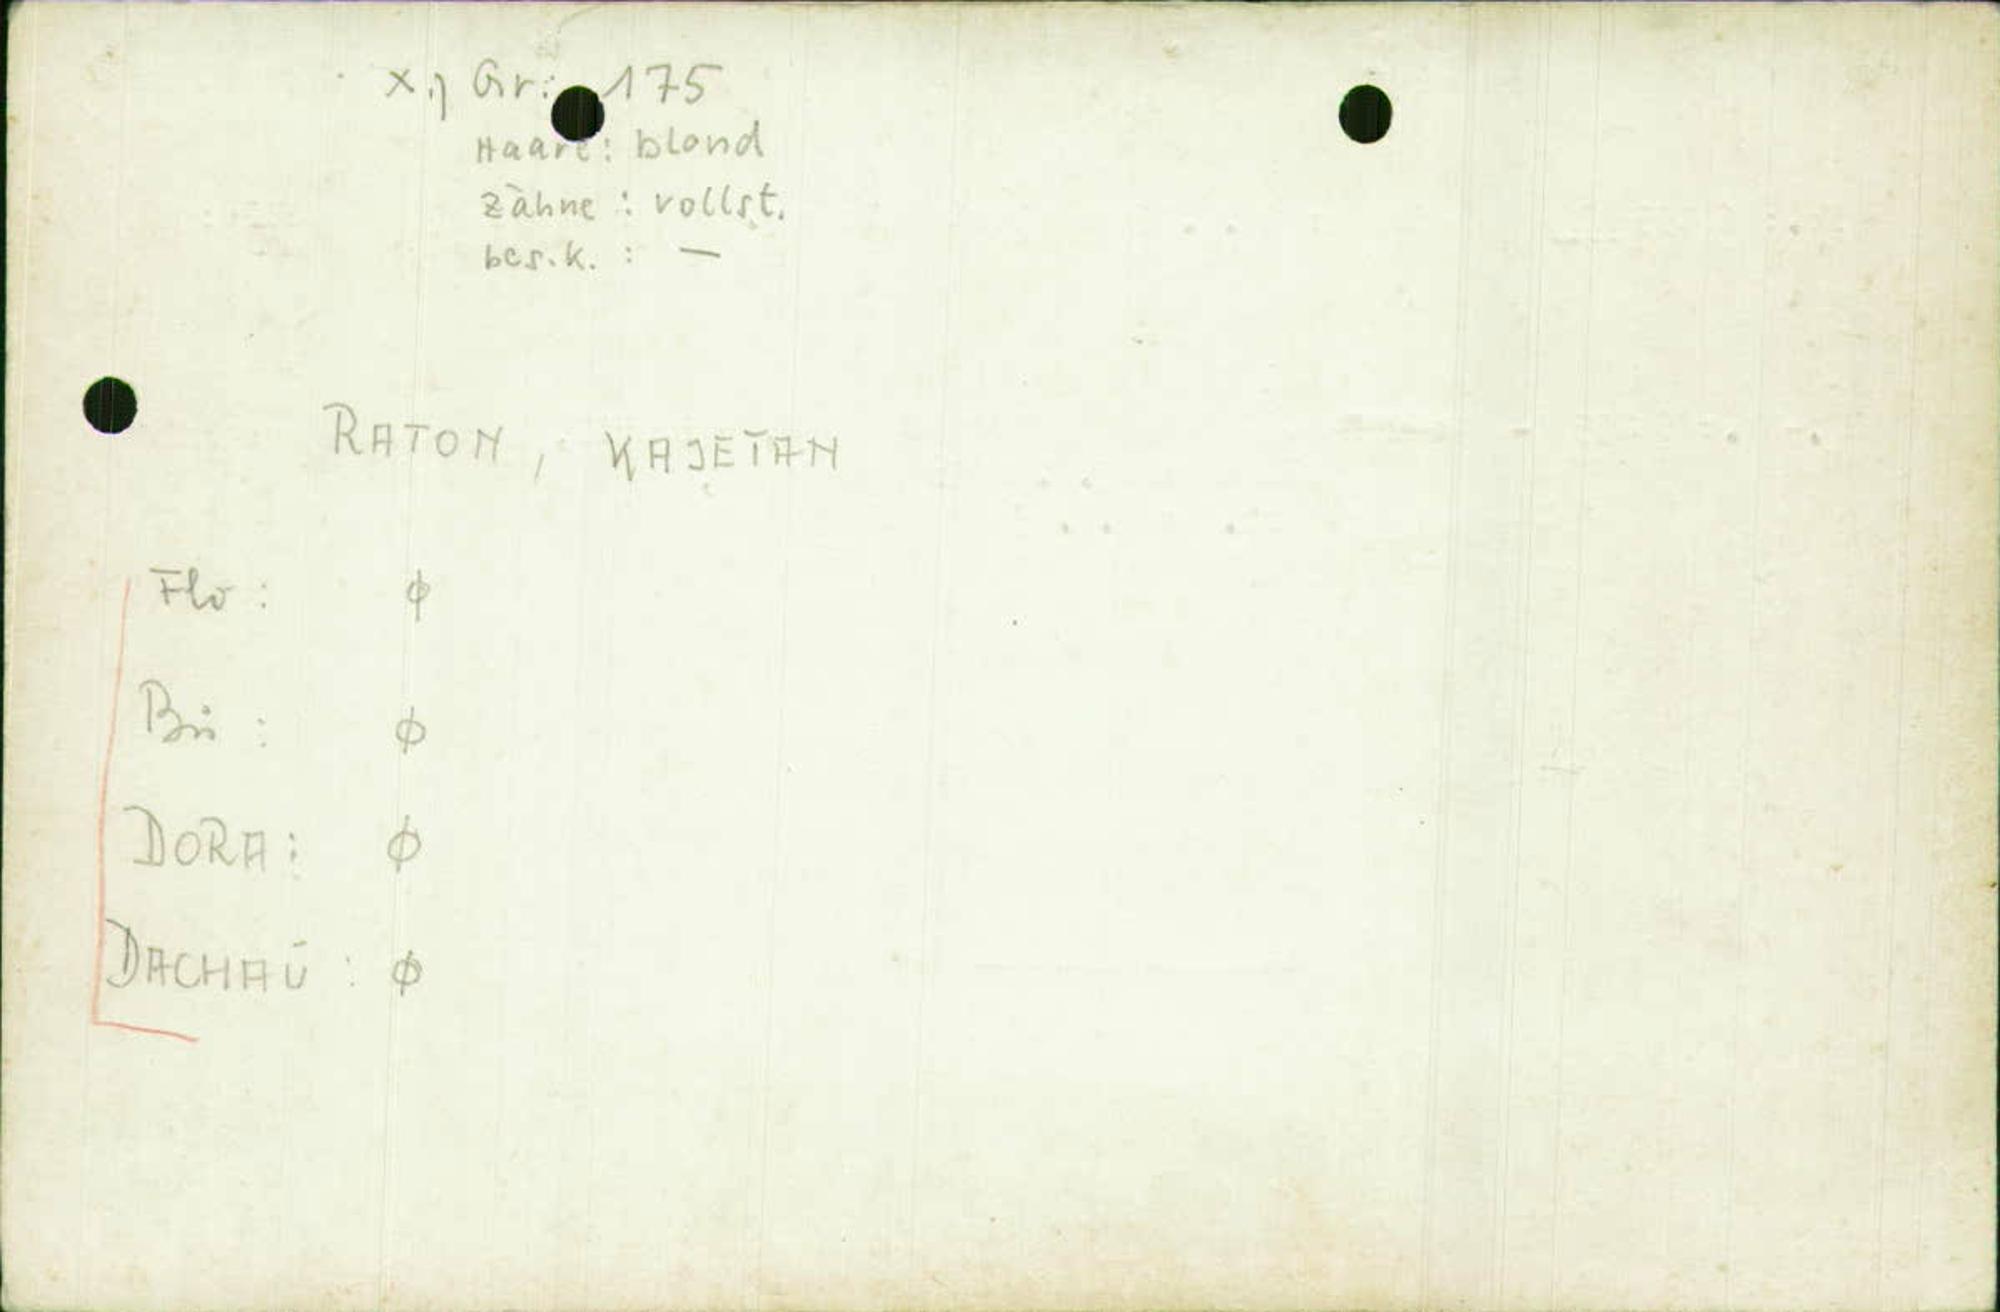 x.) Gr.: 175
Haare: blond
Zähne: vollst.
bes. K.: —
RATON, KAJETAN
Flo: ø
Bu: ø
DORA: ø
DACHAU: ø